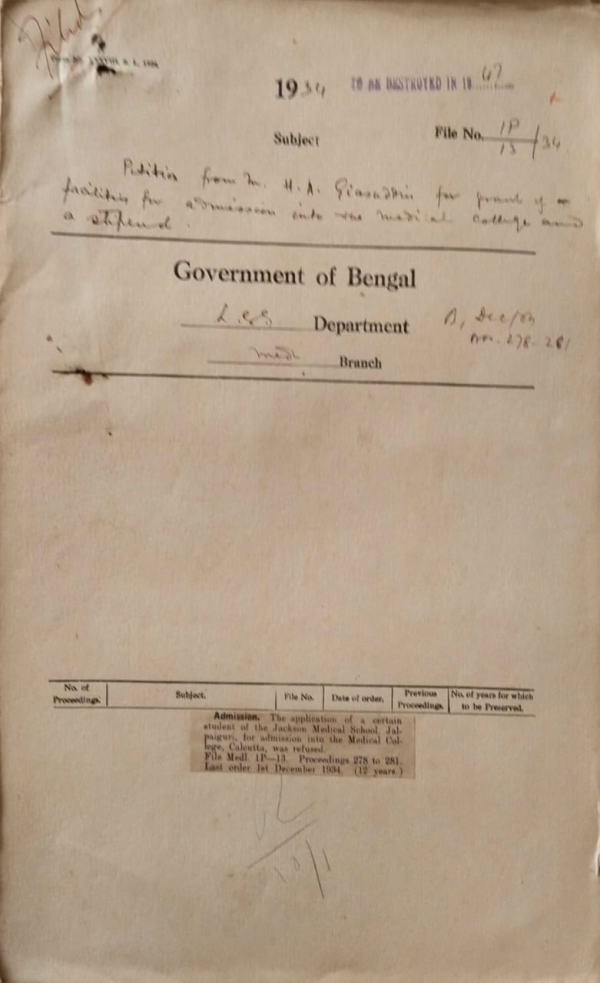 Filed.
1934 TO BE DESTROYED IN 19 47
File No. 1P/13/34
Subject
Petition from M. H. A. Giasuddin for grant of
facilities for admission into the medical college and
a stipend.
Government of Bengal
L. S. G. Department
B, Dec/34
Nos. 278-281
Medl Branch
No. of Proceedings. Subject. File No. Date of order. Previous Proceedings. No. of years for which to be Preserved.
Admission. The application of a certain
student of the Jackson Medical School, Jal-
paiguri, for admission into the Medical Col-
lege, Calcutta, was refused.
File Medl. 1P—13. Proceedings 278 to 281.
Last order 1st December 1934. (12 years)